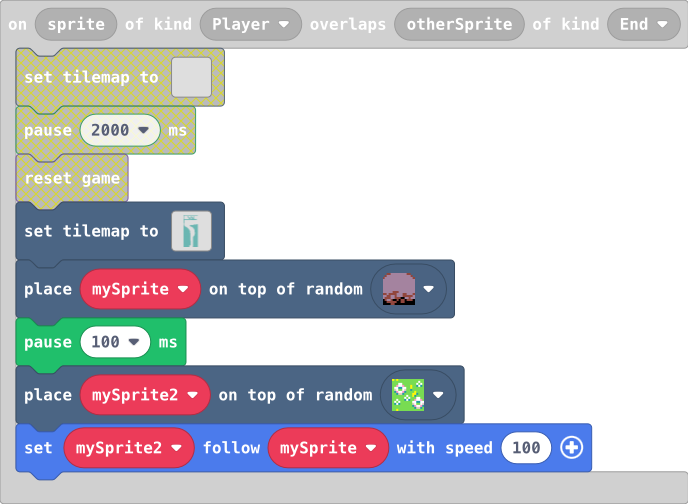 on sprite of kind Player overlaps otherSprite of kind End
set tilemap to
pause 2000 ms
reset game
set tilemap to
place mySprite on top of random
pause 100 ms
place mySprite2 on top of random
set mySprite2 follow mySprite with speed 100